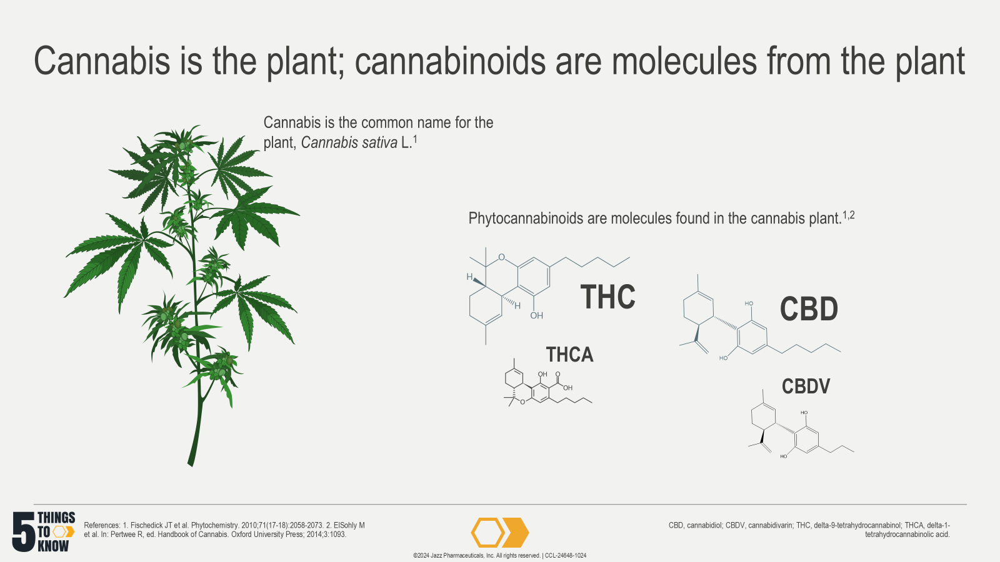 Cannabis is the plant; cannabinoids are molecules from the plant
Cannabis is the common name for the
plant, Cannabis sativa L.1
Phytocannabinoids are molecules found in the cannabis plant.1,2
O
H
H
OH
THC
HO
HO
CBD
THCA
OH
O
OH
O
CBDV
HO
HO
5 THINGS
TO
KNOW
References: 1. Fischedick JT et al. Phytochemistry. 2010;71(17-18):2058-2073. 2. ElSohly M
et al. In: Pertwee R, ed. Handbook of Cannabis. Oxford University Press; 2014;3:1093.
CBD, cannabidiol; CBDV, cannabidivarin; THC, delta-9-tetrahydrocannabinol; THCA, delta-1-
tetrahydrocannabinolic acid.
©2024 Jazz Pharmaceuticals, Inc. All rights reserved. | CCL-24648-1024